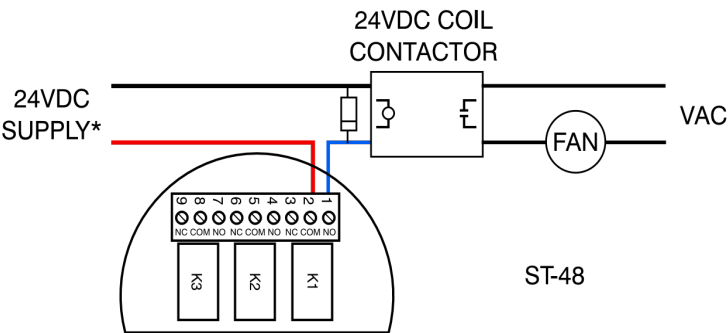 24VDC COIL
CONTACTOR
24VDC
SUPPLY*
VAC
FAN
9 8 7 6 5 4 3 2 1
NC COM NO NC COM NO NC COM NO
K3 K2 K1
ST-48